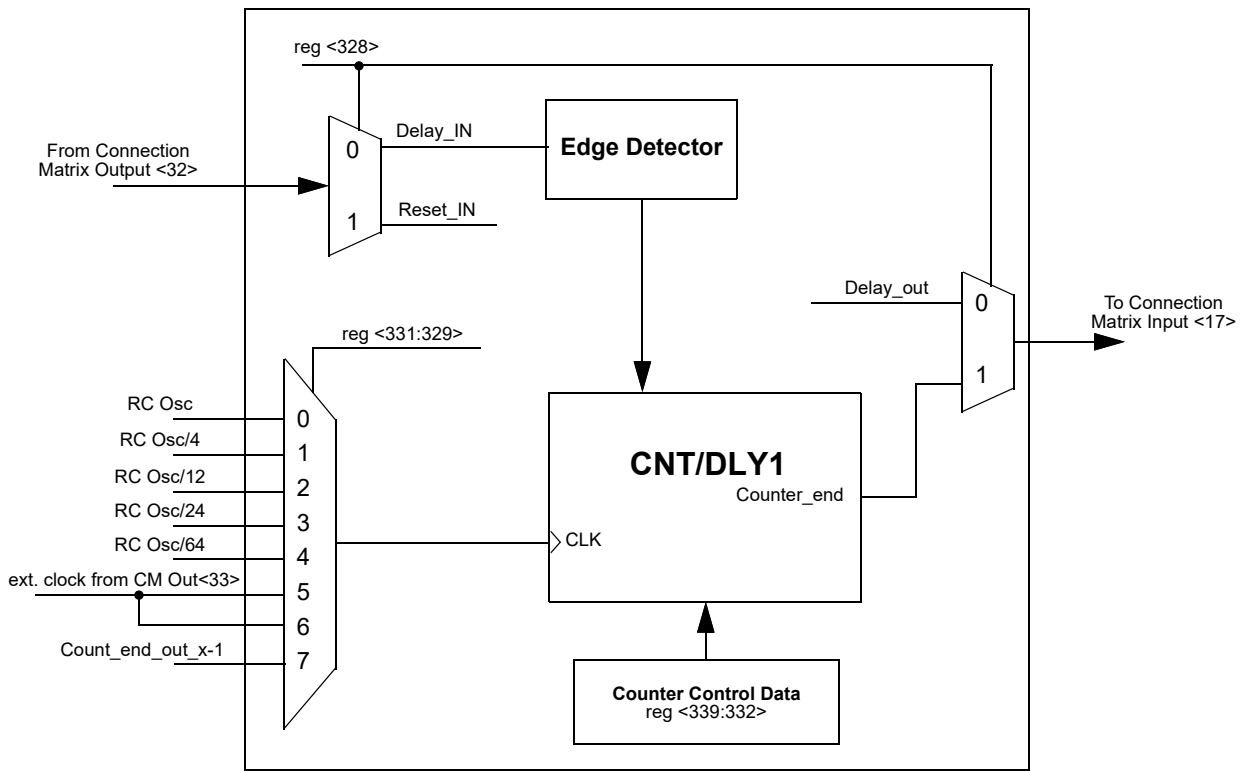 reg <328>
From Connection
Matrix Output <32>
0
1
Delay_IN
Reset_IN
Edge Detector
Delay_out
0
1
To Connection
Matrix Input <17>
reg <331:329>
RC Osc
RC Osc/4
RC Osc/12
RC Osc/24
RC Osc/64
ext. clock from CM Out<33>
Count_end_out_x-1
0
1
2
3
4
5
6
7
CNT/DLY1
Counter_end
CLK
Counter Control Data
reg <339:332>